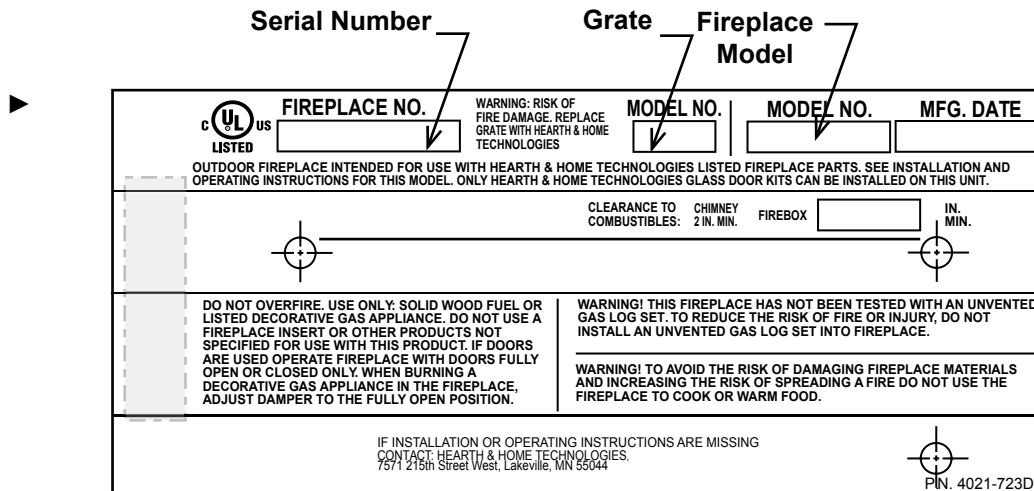 Serial Number
Grate
Fireplace
Model
C UL US
LISTED
FIREPLACE NO.
WARNING: RISK OF
FIRE DAMAGE. REPLACE
GRATE WITH HEARTH & HOME
TECHNOLOGIES
MODEL NO.
MODEL NO.
MFG. DATE
OUTDOOR FIREPLACE INTENDED FOR USE WITH HEARTH & HOME TECHNOLOGIES LISTED FIREPLACE PARTS. SEE INSTALLATION AND
OPERATING INSTRUCTIONS FOR THIS MODEL. ONLY HEARTH & HOME TECHNOLOGIES GLASS DOOR KITS CAN BE INSTALLED ON THIS UNIT.
CLEARANCE TO
COMBUSTIBLES:
CHIMNEY
2 IN. MIN.
FIREBOX
IN.
MIN.
DO NOT OVERFIRE. USE ONLY: SOLID WOOD FUEL OR
LISTED DECORATIVE GAS APPLIANCE. DO NOT USE A
FIREPLACE INSERT OR OTHER PRODUCTS NOT
SPECIFIED FOR USE WITH THIS PRODUCT. IF DOORS
ARE USED OPERATE FIREPLACE WITH DOORS FULLY
OPEN OR CLOSED ONLY. WHEN BURNING A
DECORATIVE GAS APPLIANCE IN THE FIREPLACE,
ADJUST DAMPER TO THE FULLY OPEN POSITION.
WARNING! THIS FIREPLACE HAS NOT BEEN TESTED WITH AN UNVENTED
GAS LOG SET. TO REDUCE THE RISK OF FIRE OR INJURY, DO NOT
INSTALL AN UNVENTED GAS LOG SET INTO FIREPLACE.
WARNING! TO AVOID THE RISK OF DAMAGING FIREPLACE MATERIALS
AND INCREASING THE RISK OF SPREADING A FIRE DO NOT USE THE
FIREPLACE TO COOK OR WARM FOOD.
IF INSTALLATION OR OPERATING INSTRUCTIONS ARE MISSING
CONTACT: HEARTH & HOME TECHNOLOGIES,
7571 215th Street West, Lakeville, MN 55044
P.N. 4021-723D